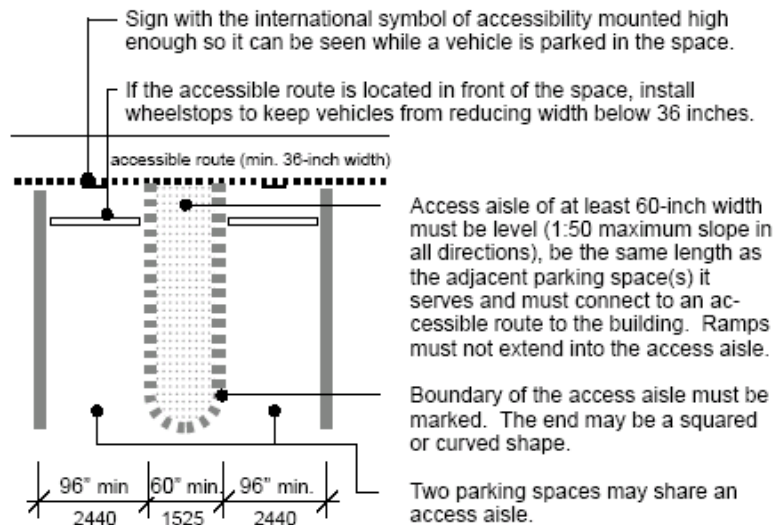 Sign with the international symbol of accessibility mounted high
enough so it can be seen while a vehicle is parked in the space.
If the accessible route is located in front of the space, install
wheelstops to keep vehicles from reducing width below 36 inches.
accessible route (min. 36-inch width)
Access aisle of at least 60-inch width
must be level (1:50 maximum slope in
all directions), be the same length as
the adjacent parking space(s) it
serves and must connect to an ac-
cessible route to the building. Ramps
must not extend into the access aisle.
Boundary of the access aisle must be
marked. The end may be a squared
or curved shape.
Two parking spaces may share an
access aisle.
96" min 60" min. 96" min.
2440 1525 2440